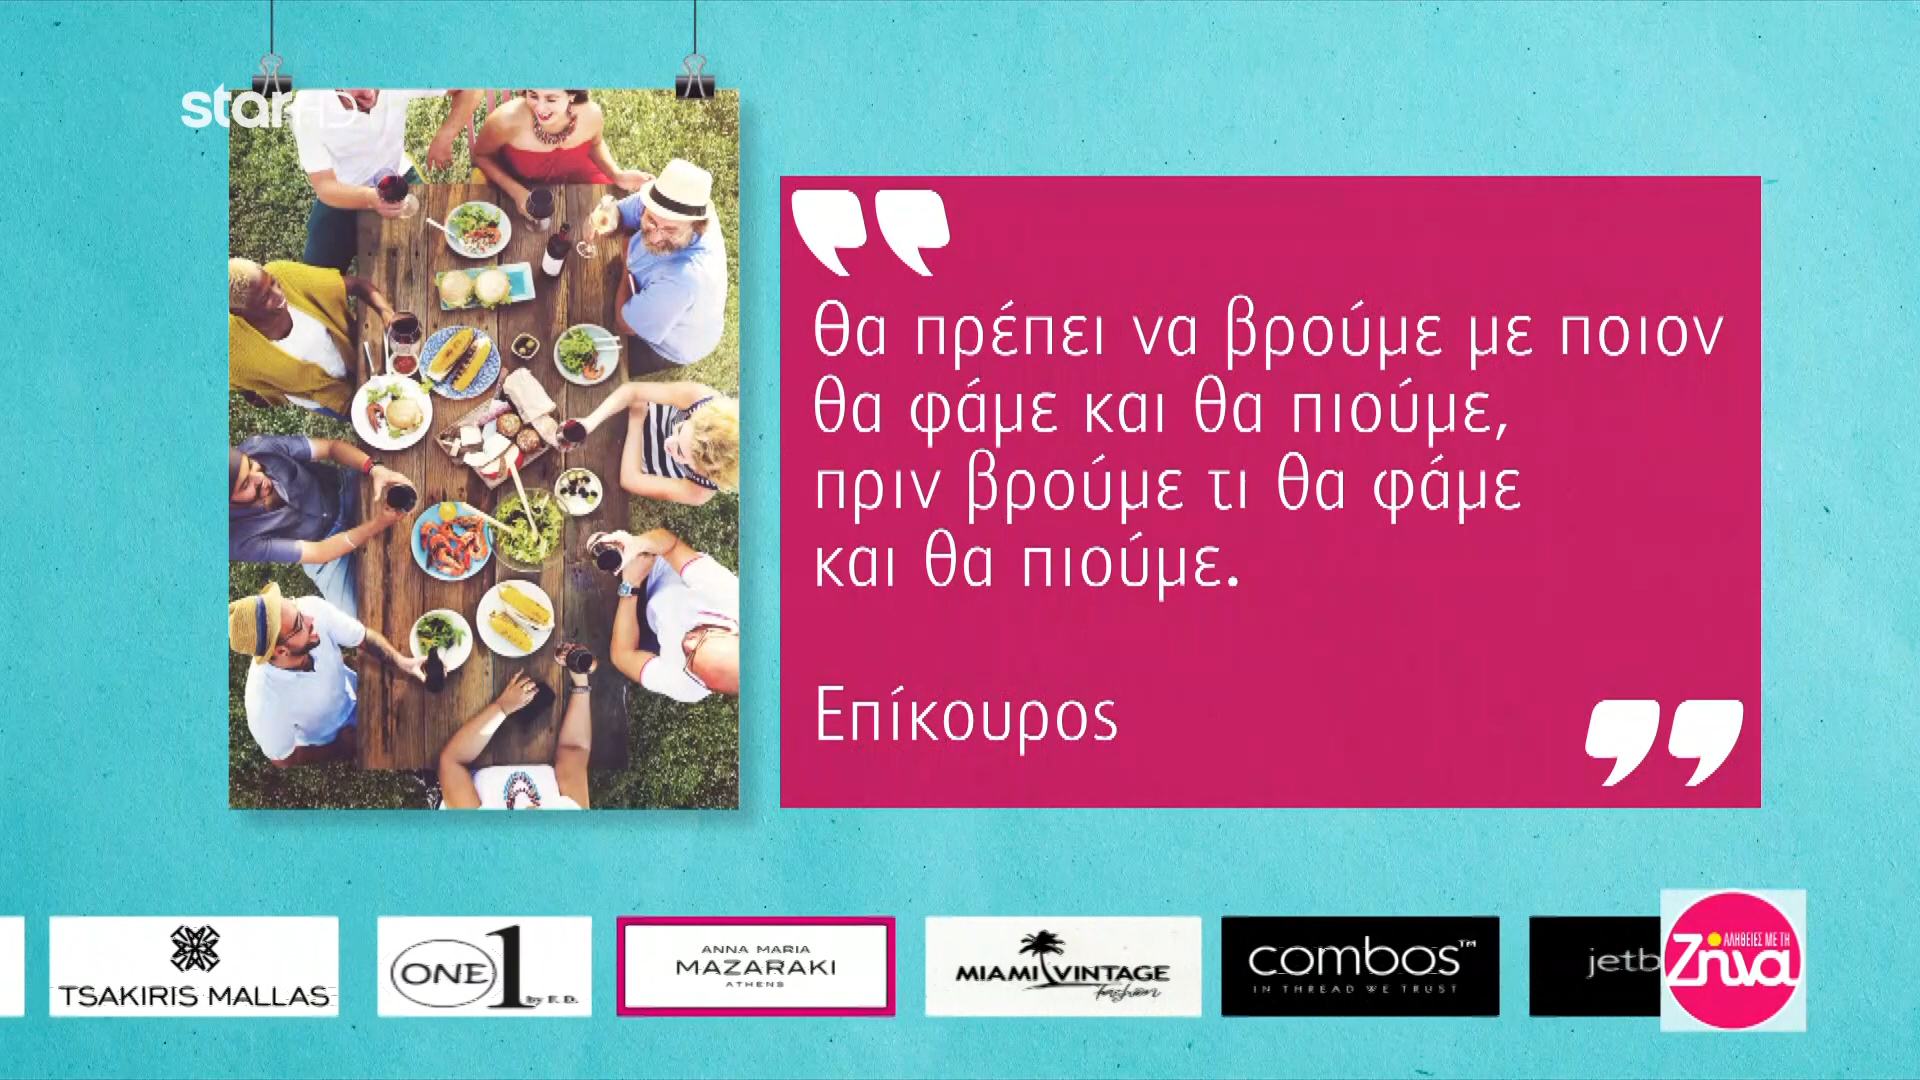 star HD
θα πρέπει να βρούμε με ποιον
θα φάμε και θα πιούμε,
πριν βρούμε τι θα φάμε
και θα πιούμε.
Επίκουρος
TSAKIRIS MALLAS
ONE 1
by F.D.
ANNA MARIA
MAZARAKI
ATHENS
MIAMI VINTAGE
fashion
combos™
IN THREAD WE TRUST
jetb
ΑΛΗΘΕΙΕΣ ΜΕ ΤΗ
Ζήνα